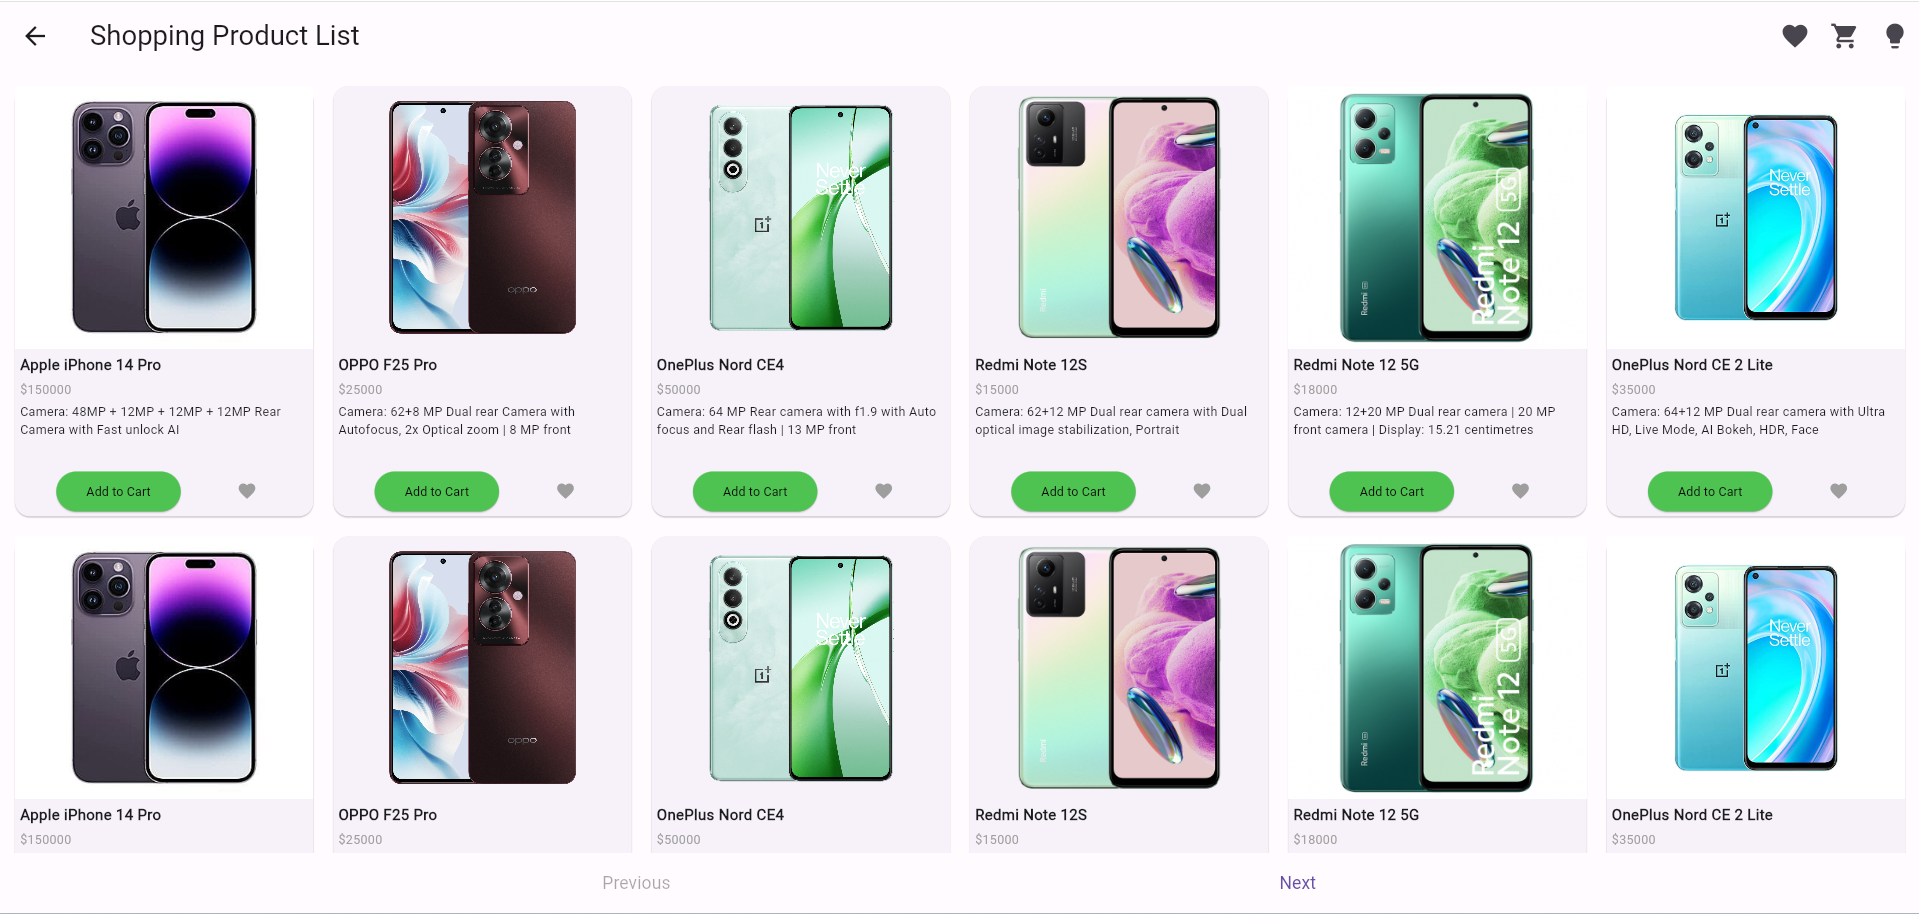 Shopping Product List
Never
Settle
Redmi
Note 12 5G
Redmi
Never
Settle
oppo
Redmi
Apple iPhone 14 Pro
OPPO F25 Pro
OnePlus Nord CE4
Redmi Note 12S
Redmi Note 12 5G
OnePlus Nord CE 2 Lite
$150000
$25000
$50000
$15000
$18000
$35000
Camera: 48MP + 12MP + 12MP + 12MP Rear
Camera with Fast unlock AI
Camera: 62+8 MP Dual rear Camera with
Autofocus, 2x Optical zoom | 8 MP front
Camera: 64 MP Rear camera with f1.9 with Auto
focus and Rear flash | 13 MP front
Camera: 62+12 MP Dual rear camera with Dual
optical image stabilization, Portrait
Camera: 12+20 MP Dual rear camera | 20 MP
front camera | Display: 15.21 centimetres
Camera: 64+12 MP Dual rear camera with Ultra
HD, Live Mode, AI Bokeh, HDR, Face
Add to Cart
Add to Cart
Add to Cart
Add to Cart
Add to Cart
Add to Cart
Never
Settle
Redmi
Note 12 5G
Redmi
Never
Settle
oppo
Redmi
Apple iPhone 14 Pro
OPPO F25 Pro
OnePlus Nord CE4
Redmi Note 12S
Redmi Note 12 5G
OnePlus Nord CE 2 Lite
$150000
$25000
$50000
$15000
$18000
$35000
Previous
Next